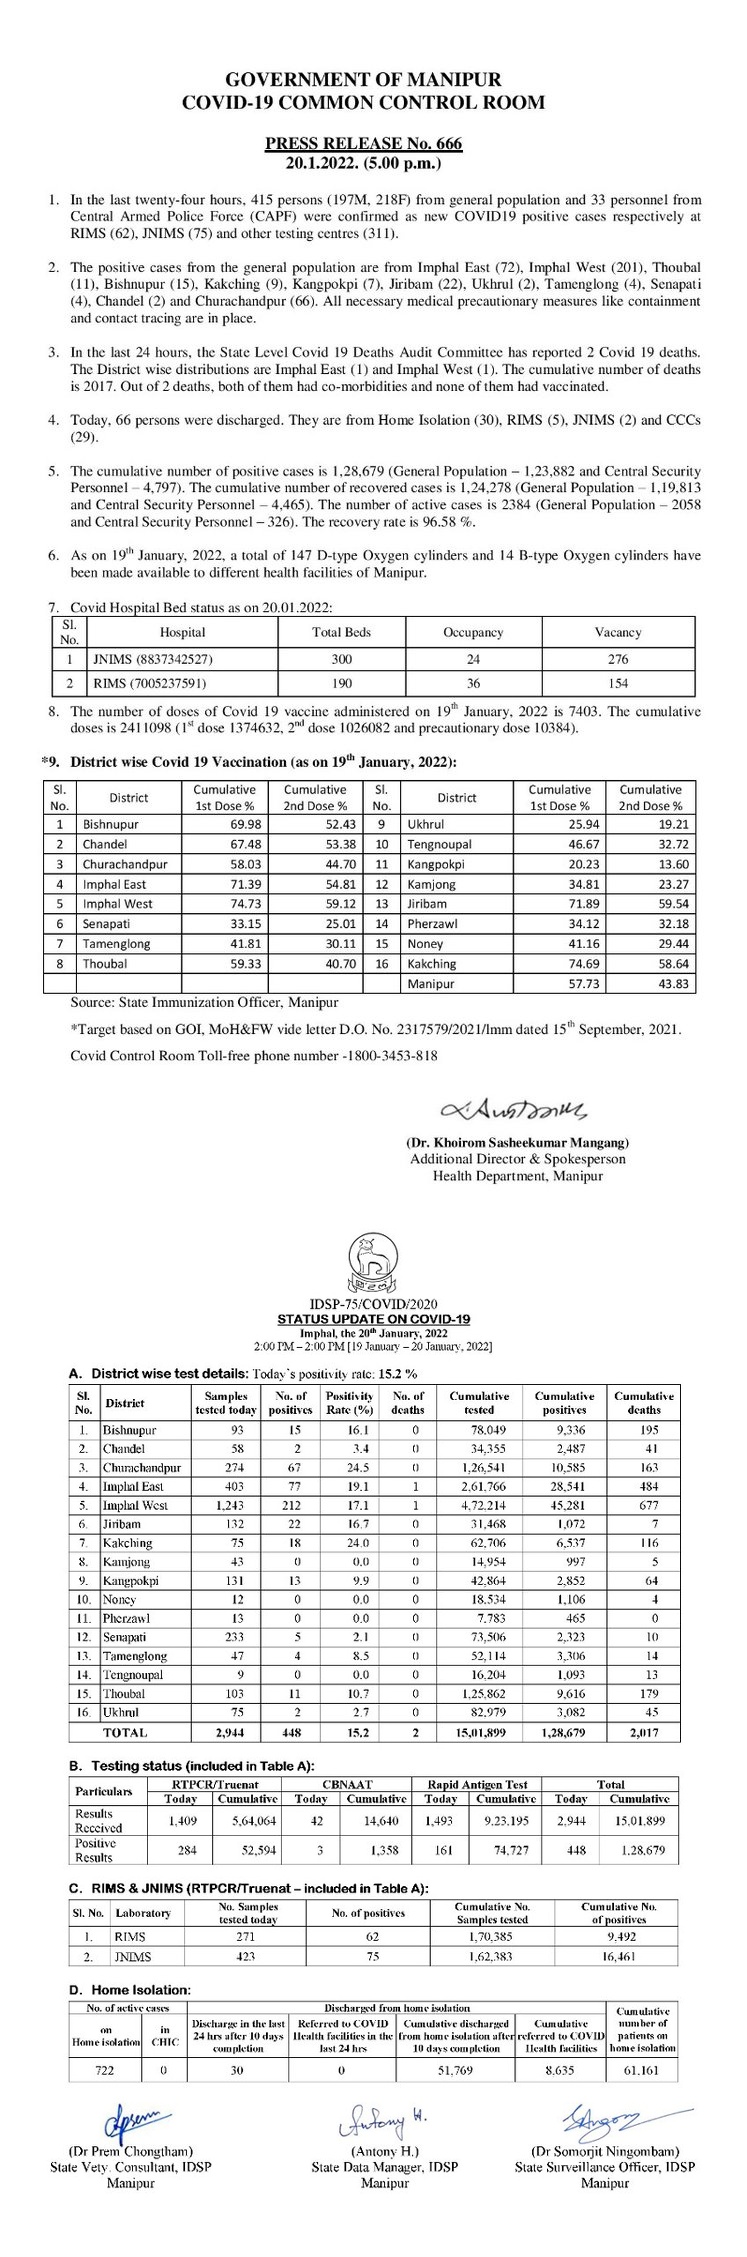 GOVERNMENT OF MANIPUR
COVID-19 COMMON CONTROL ROOM
PRESS RELEASE No. 666
20.1.2022. (5.00 p.m.)
1. In the last twenty-four hours, 415 persons (197M, 218F) from general population and 33 personnel from
Central Armed Police Force (CAPF) were confirmed as new COVID19 positive cases respectively at
RIMS (62), JNIMS (75) and other testing centres (311).
2. The positive cases from the general population are from Imphal East (72), Imphal West (201), Thoubal
(11), Bishnupur (15), Kakching (9), Kangpokpi (7), Jiribam (22), Ukhrul (2), Tamenglong (4), Senapati
(4), Chandel (2) and Churachandpur (66). All necessary medical precautionary measures like containment
and contact tracing are in place.
3. In the last 24 hours, the State Level Covid 19 Deaths Audit Committee has reported 2 Covid 19 deaths.
The District wise distributions are Imphal East (1) and Imphal West (1). The cumulative number of deaths
is 2017. Out of 2 deaths, both of them had co-morbidities and none of them had vaccinated.
4. Today, 66 persons were discharged. They are from Home Isolation (30), RIMS (5), JNIMS (2) and CCCs
(29).
5. The cumulative number of positive cases is 1,28,679 (General Population – 1,23,882 and Central Security
Personnel – 4,797). The cumulative number of recovered cases is 1,24,278 (General Population – 1,19,813
and Central Security Personnel – 4,465). The number of active cases is 2384 (General Population – 2058
and Central Security Personnel – 326). The recovery rate is 96.58 %.
6. As on 19th January, 2022, a total of 147 D-type Oxygen cylinders and 14 B-type Oxygen cylinders have
been made available to different health facilities of Manipur.
7. Covid Hospital Bed status as on 20.01.2022:
Sl. No. Hospital Total Beds Occupancy Vacancy
1 JNIMS (8837342527) 300 24 276
2 RIMS (7005237591) 190 36 154
8. The number of doses of Covid 19 vaccine administered on 19th January, 2022 is 7403. The cumulative
doses is 2411098 (1st dose 1374632, 2nd dose 1026082 and precautionary dose 10384).
*9. District wise Covid 19 Vaccination (as on 19th January, 2022):
Sl. No. District Cumulative 1st Dose % Cumulative 2nd Dose % Sl. No. District Cumulative 1st Dose % Cumulative 2nd Dose %
1 Bishnupur 69.98 52.43 9 Ukhrul 25.94 19.21
2 Chandel 67.48 53.38 10 Tengnoupal 46.67 32.72
3 Churachandpur 58.03 44.70 11 Kangpokpi 20.23 13.60
4 Imphal East 71.39 54.81 12 Kamjong 34.81 23.27
5 Imphal West 74.73 59.12 13 Jiribam 71.89 59.54
6 Senapati 33.15 25.01 14 Pherzawl 34.12 32.18
7 Tamenglong 41.81 30.11 15 Noney 41.16 29.44
8 Thoubal 59.33 40.70 16 Kakching 74.69 58.64
Manipur 57.73 43.83
Source: State Immunization Officer, Manipur
*Target based on GOI, MoH&FW vide letter D.O. No. 2317579/2021/Imm dated 15th September, 2021.
Covid Control Room Toll-free phone number -1800-3453-818
(Dr. Khoirom Sasheekumar Mangang)
Additional Director & Spokesperson
Health Department, Manipur
IDSP-75/COVID/2020
STATUS UPDATE ON COVID-19
Imphal, the 20th January, 2022
2:00 PM – 2:00 PM [19 January – 20 January, 2022]
A. District wise test details: Today's positivity rate: 15.2 %
Sl. No. District Samples tested today No. of positives Positivity Rate (%) No. of deaths Cumulative tested Cumulative positives Cumulative deaths
1. Bishnupur 93 15 16.1 0 78,049 9,336 195
2. Chandel 58 2 3.4 0 34,355 2,487 41
3. Churachandpur 274 67 24.5 0 1,26,541 10,585 163
4. Imphal East 403 77 19.1 1 2,61,766 28,541 484
5. Imphal West 1,243 212 17.1 1 4,72,214 45,281 677
6. Jiribam 132 22 16.7 0 31,468 1,072 7
7. Kakching 75 18 24.0 0 62,706 6,537 116
8. Kamjong 43 0 0.0 0 14,954 997 5
9. Kangpokpi 131 13 9.9 0 42,864 2,852 64
10. Noney 12 0 0.0 0 18,534 1,106 4
11. Pherzawl 13 0 0.0 0 7,783 465 0
12. Senapati 233 5 2.1 0 73,506 2,323 10
13. Tamenglong 47 4 8.5 0 52,114 3,306 14
14. Tengnoupal 9 0 0.0 0 16,204 1,093 13
15. Thoubal 103 11 10.7 0 1,25,862 9,616 179
16. Ukhrul 75 2 2.7 0 82,979 3,082 45
TOTAL 2,944 448 15.2 2 15,01,899 1,28,679 2,017
B. Testing status (included in Table A):
Particulars RTPCR/Truenat CBNAAT Rapid Antigen Test Total
Today Cumulative Today Cumulative Today Cumulative Today Cumulative
Results Received 1,409 5,64,064 42 14,640 1,493 9,23,195 2,944 15,01,899
Positive Results 284 52,594 3 1,358 161 74,727 448 1,28,679
C. RIMS & JNIMS (RTPCR/Truenat – included in Table A):
Sl. No. Laboratory No. Samples tested today No. of positives Cumulative No. Samples tested Cumulative No. of positives
1. RIMS 271 62 1,70,385 9,492
2. JNIMS 423 75 1,62,383 16,461
D. Home Isolation:
No. of active cases Discharged from home isolation Cumulative number of patients on home isolation
on Home isolation in CHIC Discharge in the last 24 hrs after 10 days completion Referred to COVID Health facilities in the last 24 hrs Cumulative discharged from home isolation after 10 days completion Cumulative referred to COVID Health facilities
722 0 30 0 51,769 8,635 61,161
Antony H.
(Dr Prem Chongtham) (Antony H.) (Dr Somorjit Ningombam)
State Vety. Consultant, IDSP State Data Manager, IDSP State Surveillance Officer, IDSP
Manipur Manipur Manipur